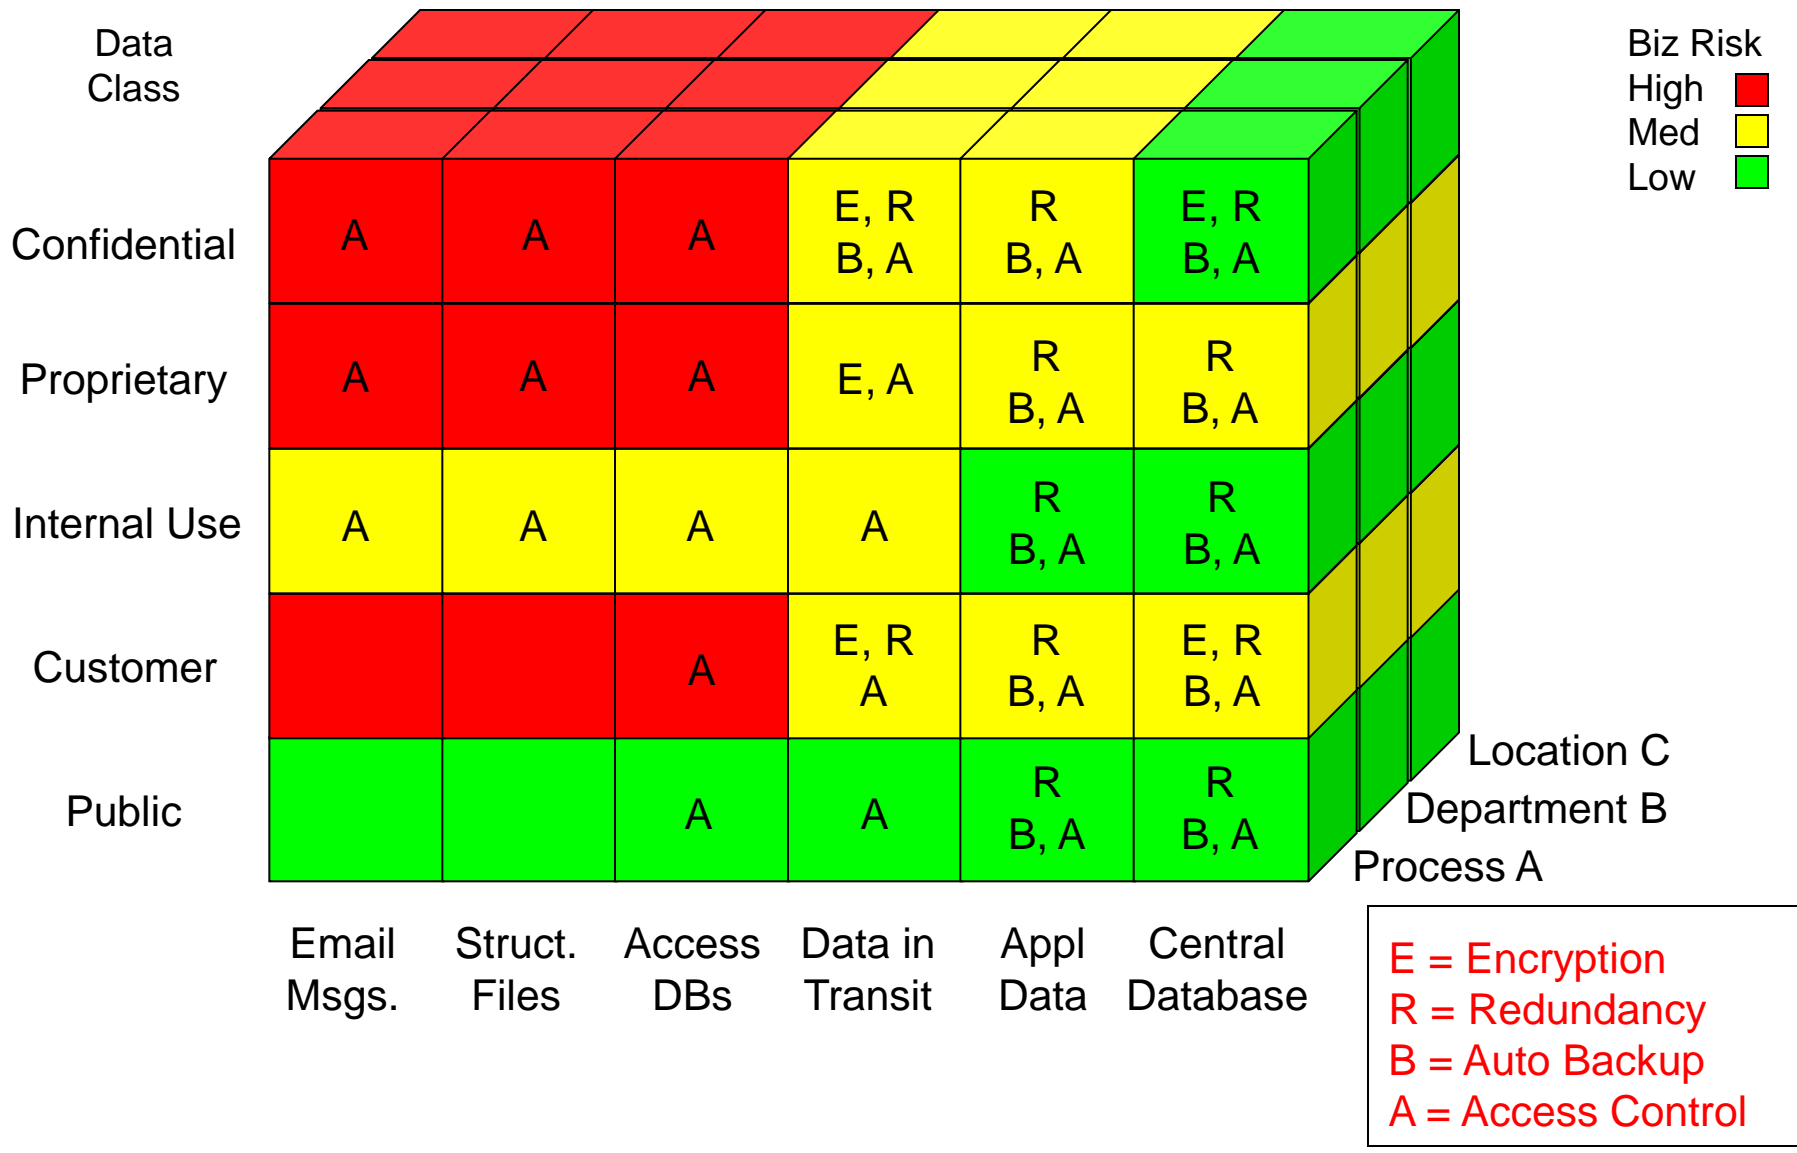 Data
Class
Biz Risk
High
Med
Low
Confidential
A
A
A
E, R
B, A
R
B, A
E, R
B, A
Proprietary
A
A
A
E, A
R
B, A
R
B, A
Internal Use
A
A
A
A
R
B, A
R
B, A
Customer
A
E, R
A
R
B, A
E, R
B, A
Public
A
A
R
B, A
R
B, A
Location C
Department B
Process A
Email
Msgs.
Struct.
Files
Access
DBs
Data in
Transit
Appl
Data
Central
Database
E = Encryption
R = Redundancy
B = Auto Backup
A = Access Control